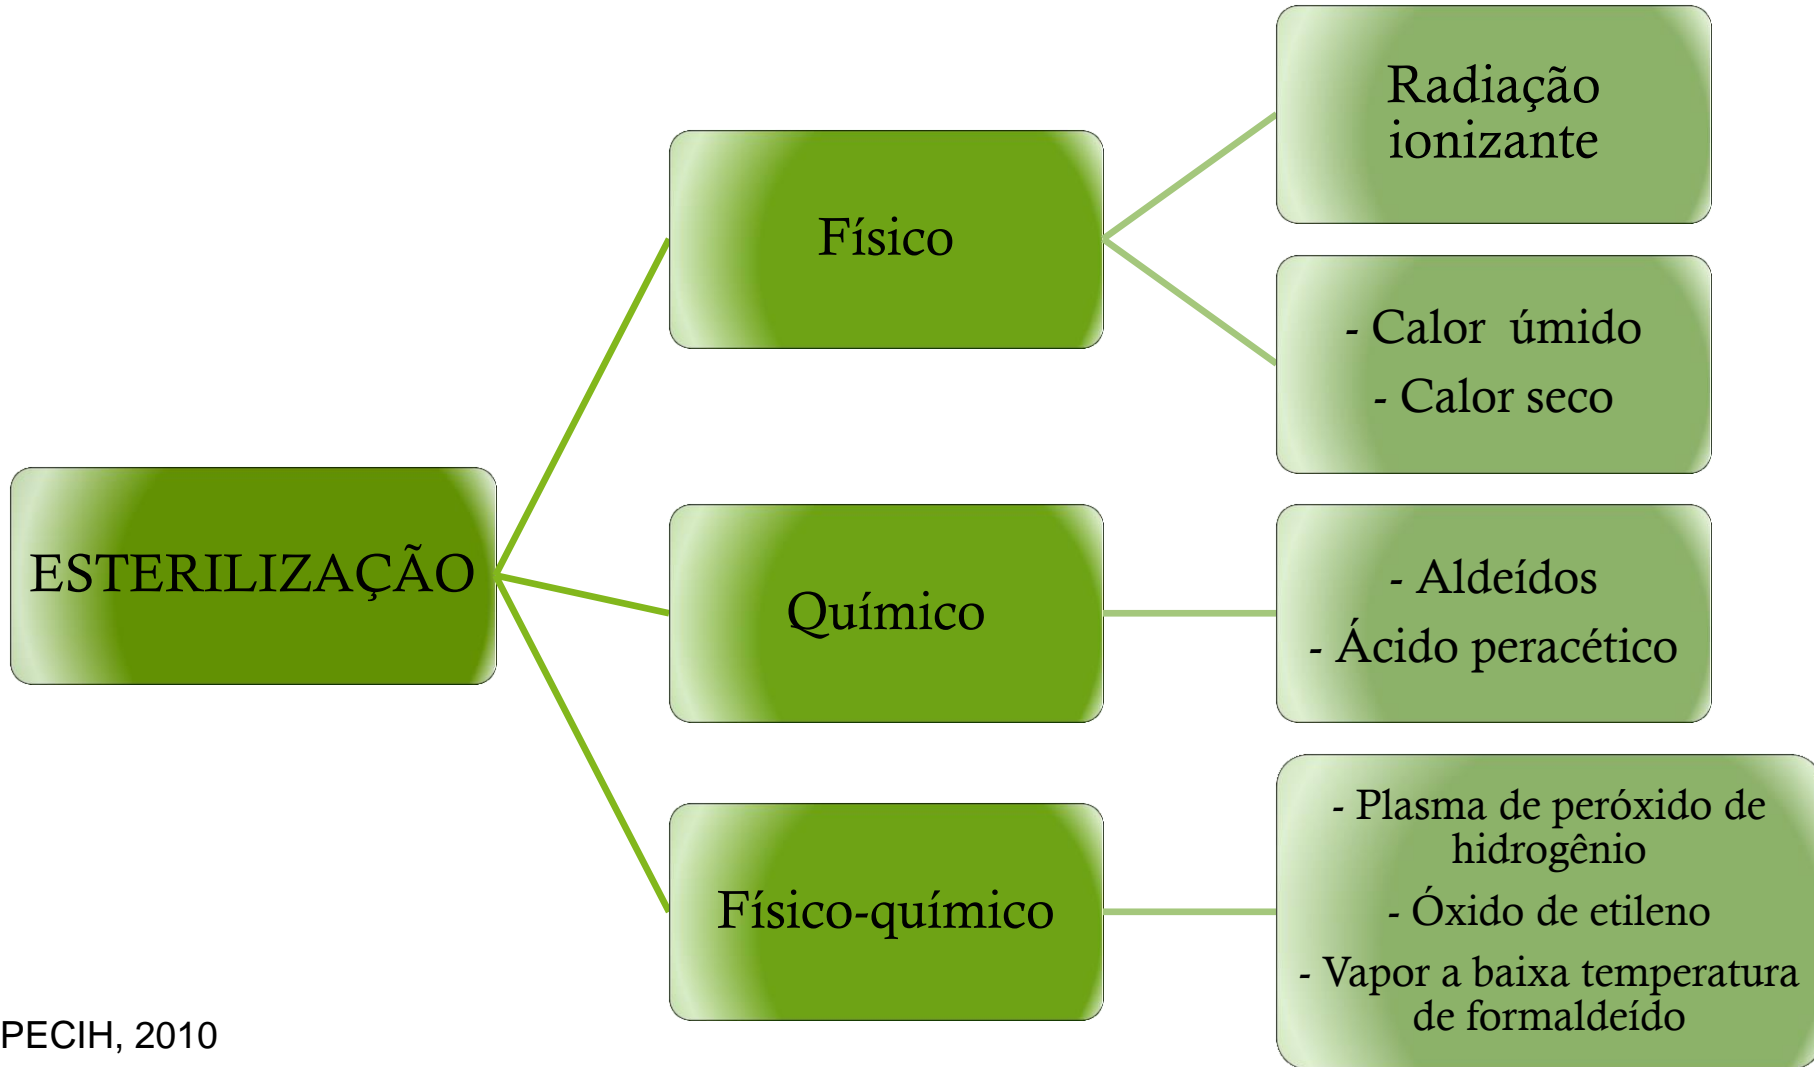 ESTERILIZAÇÃO
Físico
Radiação
ionizante
- Calor úmido
- Calor seco
Químico
- Aldeídos
- Ácido peracético
Físico-químico
- Plasma de peróxido de
hidrogênio
- Óxido de etileno
- Vapor a baixa temperatura
de formaldeído
PECIH, 2010